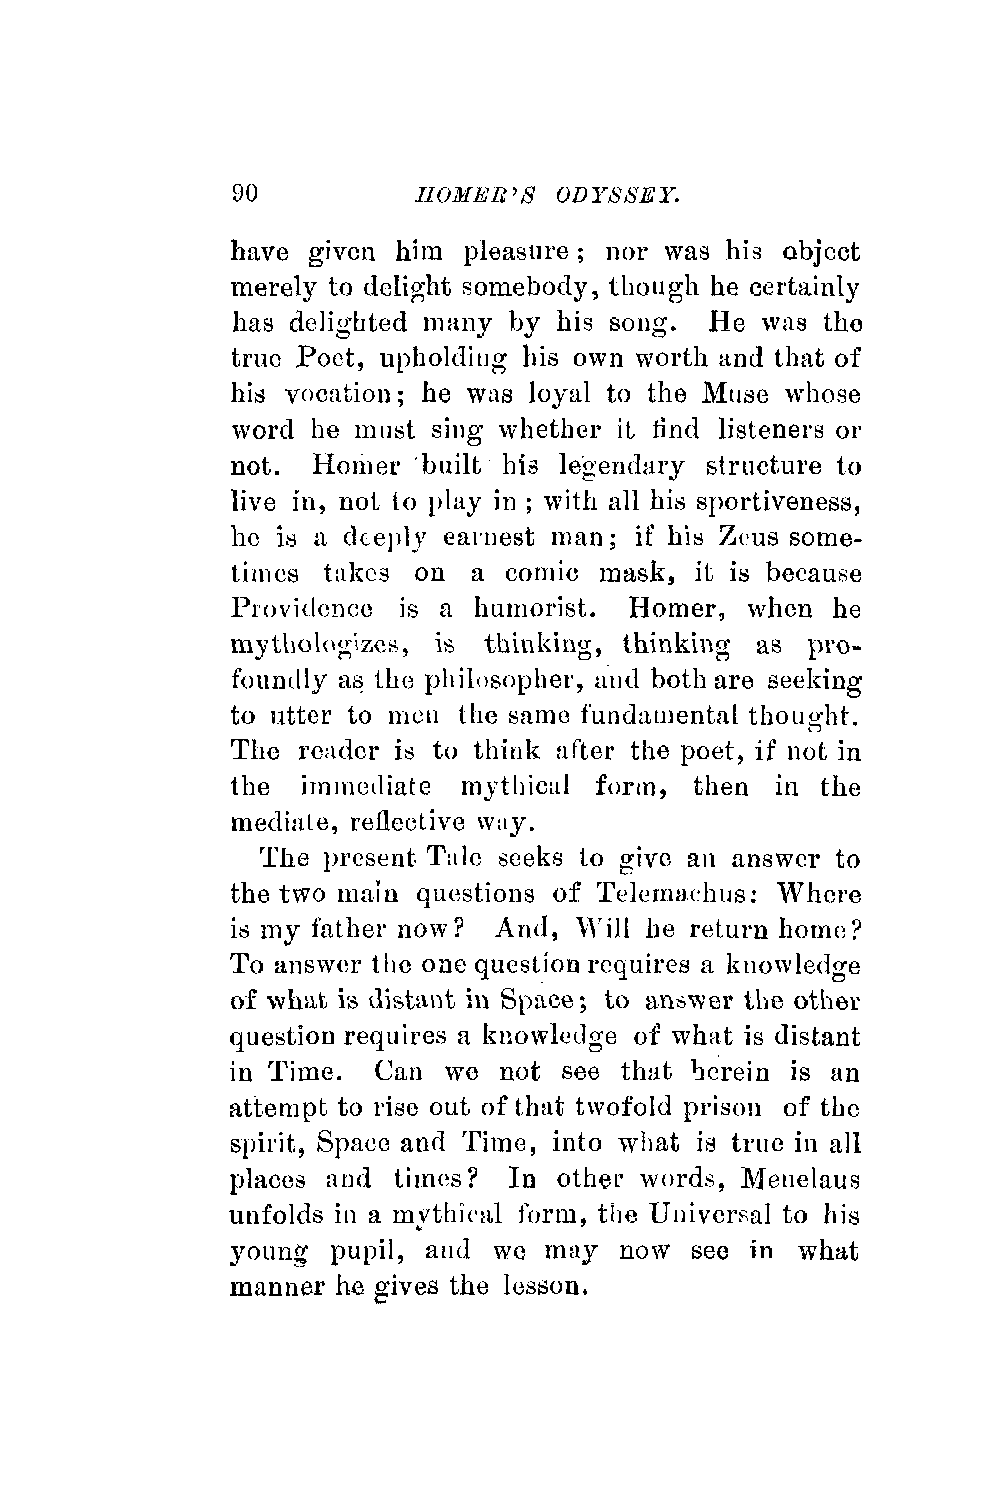 90 HOMER'S ODYSSEY.
have given him pleasure; nor was his object
merely to delight somebody, though he certainly
has delighted many by his song. He was the
true Poet, upholding his own worth and that of
his vocation; he was loyal to the Muse whose
word he must sing whether it find listeners or
not. Homer built his legendary structure to
live in, not to play in; with all his sportiveness,
he is a deeply earnest man; if his Zeus some-
times takes on a comic mask, it is because
Providence is a humorist. Homer, when he
mythologizes, is thinking, thinking as pro-
foundly as the philosopher, and both are seeking
to utter to men the same fundamental thought.
The reader is to think after the poet, if not in
the immediate mythical form, then in the
mediate, reflective way.
The present Tale seeks to give an answer to
the two main questions of Telemachus: Where
is my father now? And, Will he return home?
To answer the one question requires a knowledge
of what is distant in Space; to answer the other
question requires a knowledge of what is distant
in Time. Can we not see that herein is an
attempt to rise out of that twofold prison of the
spirit, Space and Time, into what is true in all
places and times? In other words, Menelaus
unfolds in a mythical form, the Universal to his
young pupil, and we may now see in what
manner he gives the lesson.